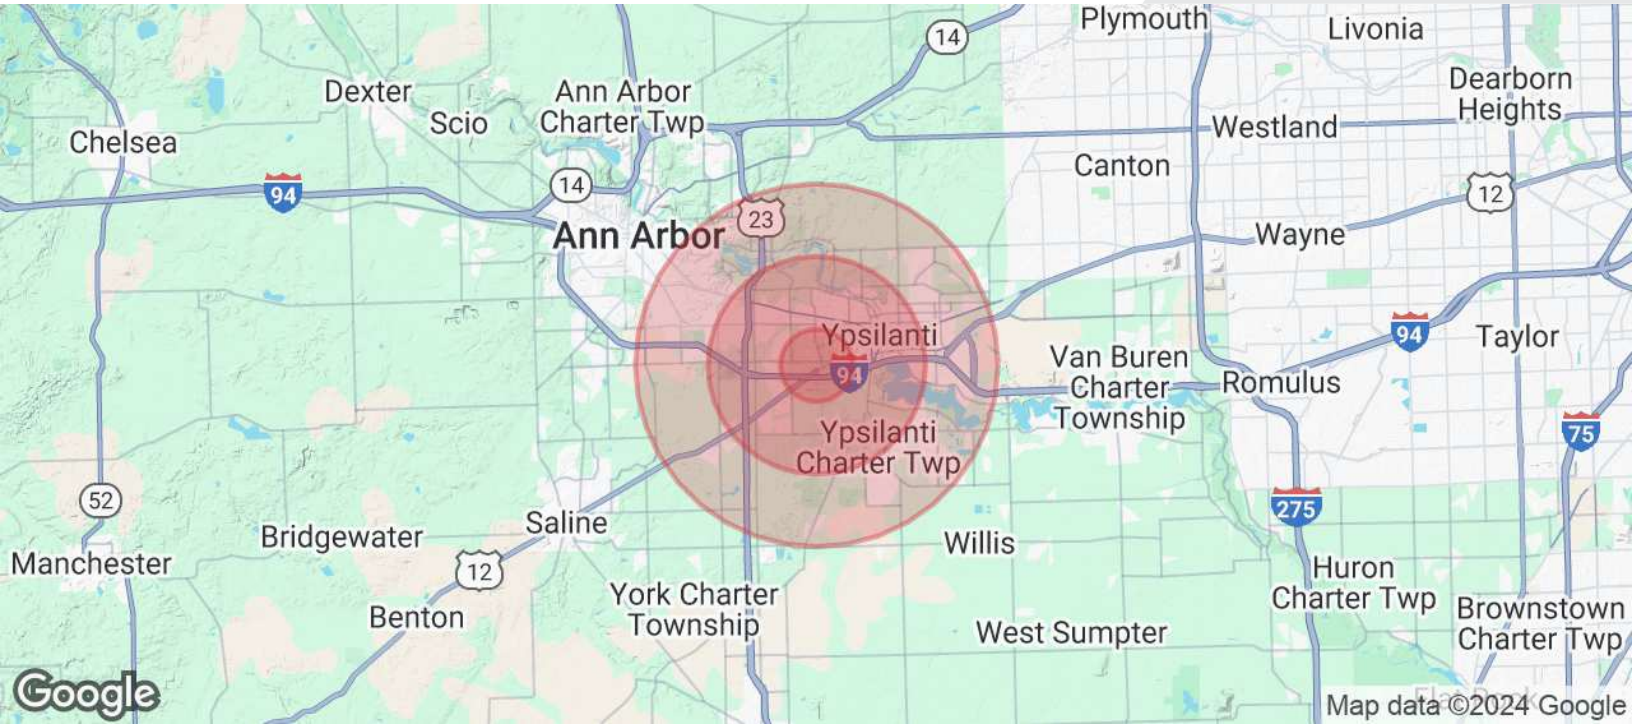 Plymouth
Livonia
14
Dexter
Ann Arbor
Charter Twp
Dearborn
Heights
Scio
Westland
Chelsea
Canton
94
14
12
23
Ann Arbor
Wayne
Ypsilanti
94
94
Taylor
Van Buren
Charter
Township
Romulus
Ypsilanti
Charter Twp
75
52
275
Saline
Bridgewater
Willis
Manchester
12
Huron
Charter Twp
York Charter
Township
Benton
West Sumpter
Brownstown
Charter Twp
Google
Map data ©2024 Google